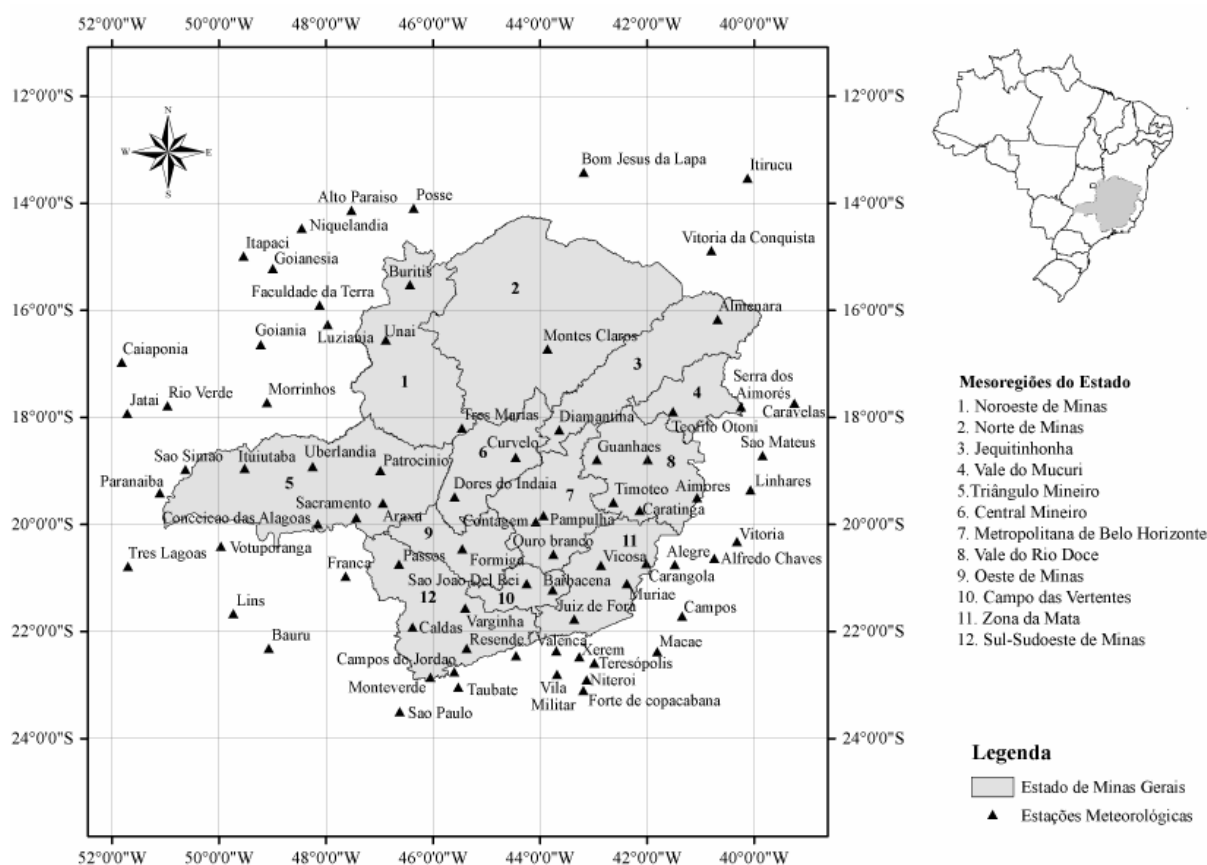 52°0'0"W 50°0'0"W 48°0'0"W 46°0'0"W 44°0'0"W 42°0'0"W 40°0'0"W
12°0'0"S 12°0'0"S
N
W E
S
Bom Jesus da Lapa
Itirucu
14°0'0"S 14°0'0"S
Alto Paraiso
Posse
Niquelandia
Itapaci
Goianesia
Vitoria da Conquista
Buritis
Faculdade da Terra
2
16°0'0"S 16°0'0"S
Almenara
Goiania
Luziania
Unai
Montes Claros
Caiaponia
3
1
4
Serra dos
Aimorés
Jatai
Rio Verde
Morrinhos
18°0'0"S 18°0'0"S
Tres Marias
Diamantina
Teofilo Otoni
Caravelas
Sao Simao
Ituiutaba
Uberlandia
Patrocinio
6
Curvelo
Guanhaes
8
Sao Mateus
Paranaiba
5
Dores do Indaia
7
Timoteo
Aimores
Linhares
Sacramento
Conceicao das Alagoas
Araxa
20°0'0"S 20°0'0"S
9
Contagem
Pampulha
Caratinga
Ouro branco
11
Vitoria
Tres Lagoas
Votuporanga
Franca
Passos
Formiga
Vicosa
Alegre
Alfredo Chaves
Sao João Del Rei
Barbacena
Carangola
12
10
Muriae
Lins
Varginha
Juiz de Fora
Campos
22°0'0"S 22°0'0"S
Bauru
Caldas
Resende
Valenca
Xerem
Macae
Campos do Jordao
Teresópolis
Monteverde
Taubate
Vila
Militar
Niteroi
Forte de copacabana
Sao Paulo
24°0'0"S 24°0'0"S
52°0'0"W 50°0'0"W 48°0'0"W 46°0'0"W 44°0'0"W 42°0'0"W 40°0'0"W
Mesoregiões do Estado
1. Noroeste de Minas
2. Norte de Minas
3. Jequitinhonha
4. Vale do Mucuri
5.Triângulo Mineiro
6. Central Mineiro
7. Metropolitana de Belo Horizonte
8. Vale do Rio Doce
9. Oeste de Minas
10. Campo das Vertentes
11. Zona da Mata
12. Sul-Sudoeste de Minas
Legenda
Estado de Minas Gerais
Estações Meteorológicas